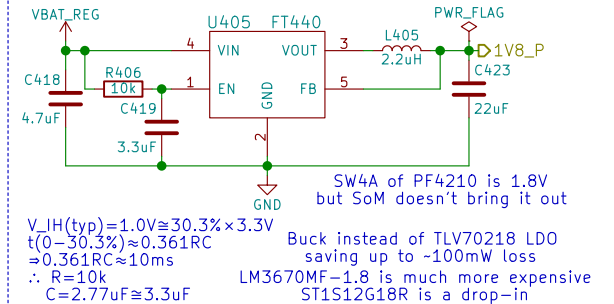 VBAT_REG
U405 FT440
PWR_FLAG
4 VIN VOUT 3
L405
2.2uH
1V8_P
C418
4.7uF
R406
10k
1 EN FB 5
GND
2
C419
3.3uF
C423
22uF
GND
SW4A of PF4210 is 1.8V
but SoM doesn't bring it out
V_IH(typ)=1.0V≅30.3%×3.3V
t(0−30.3%)≈0.361RC
⇒0.361RC≈10ms
∴ R=10k
C=2.77uF≅3.3uF
Buck instead of TLV70218 LDO
saving up to ~100mW loss
LM3670MF−1.8 is much more expensive
ST1S12G18R is a drop−in